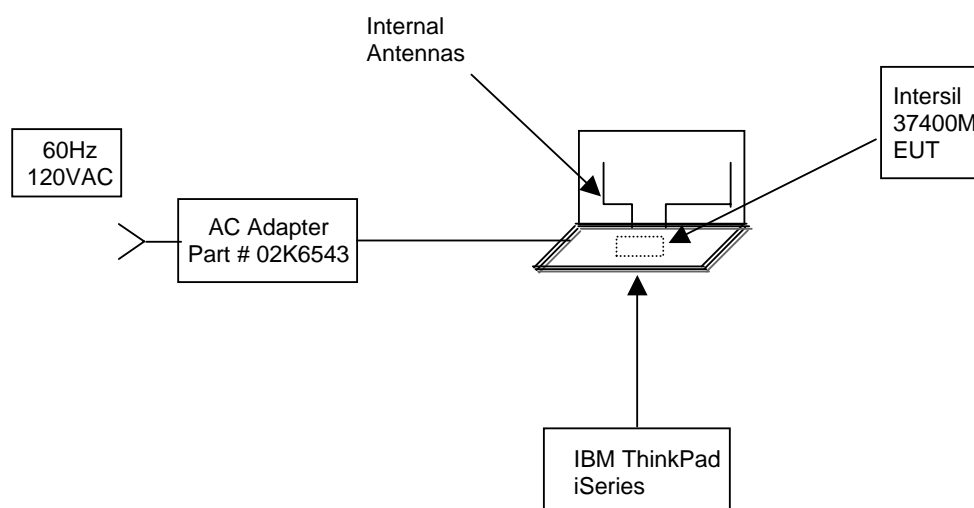 Internal
Antennas
Intersil
37400M
EUT
60Hz
120VAC
AC Adapter
Part # 02K6543
IBM ThinkPad
iSeries